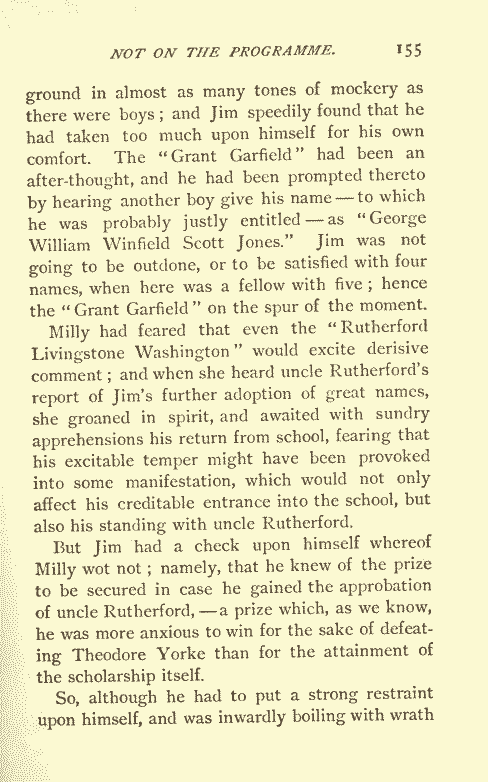 NOT ON THE PROGRAMME. 155
ground in almost as many tones of mockery as
there were boys; and Jim speedily found that he
had taken too much upon himself for his own
comfort. The "Grant Garfield" had been an
after-thought, and he had been prompted thereto
by hearing another boy give his name — to which
he was probably justly entitled — as "George
William Winfield Scott Jones." Jim was not
going to be outdone, or to be satisfied with four
names, when here was a fellow with five; hence
the "Grant Garfield" on the spur of the moment.
Milly had feared that even the "Rutherford
Livingstone Washington" would excite derisive
comment; and when she heard uncle Rutherford's
report of Jim's further adoption of great names,
she groaned in spirit, and awaited with sundry
apprehensions his return from school, fearing that
his excitable temper might have been provoked
into some manifestation, which would not only
affect his creditable entrance into the school, but
also his standing with uncle Rutherford.
But Jim had a check upon himself whereof
Milly wot not; namely, that he knew of the prize
to be secured in case he gained the approbation
of uncle Rutherford, — a prize which, as we know,
he was more anxious to win for the sake of defeat-
ing Theodore Yorke than for the attainment of
the scholarship itself.
So, although he had to put a strong restraint
upon himself, and was inwardly boiling with wrath